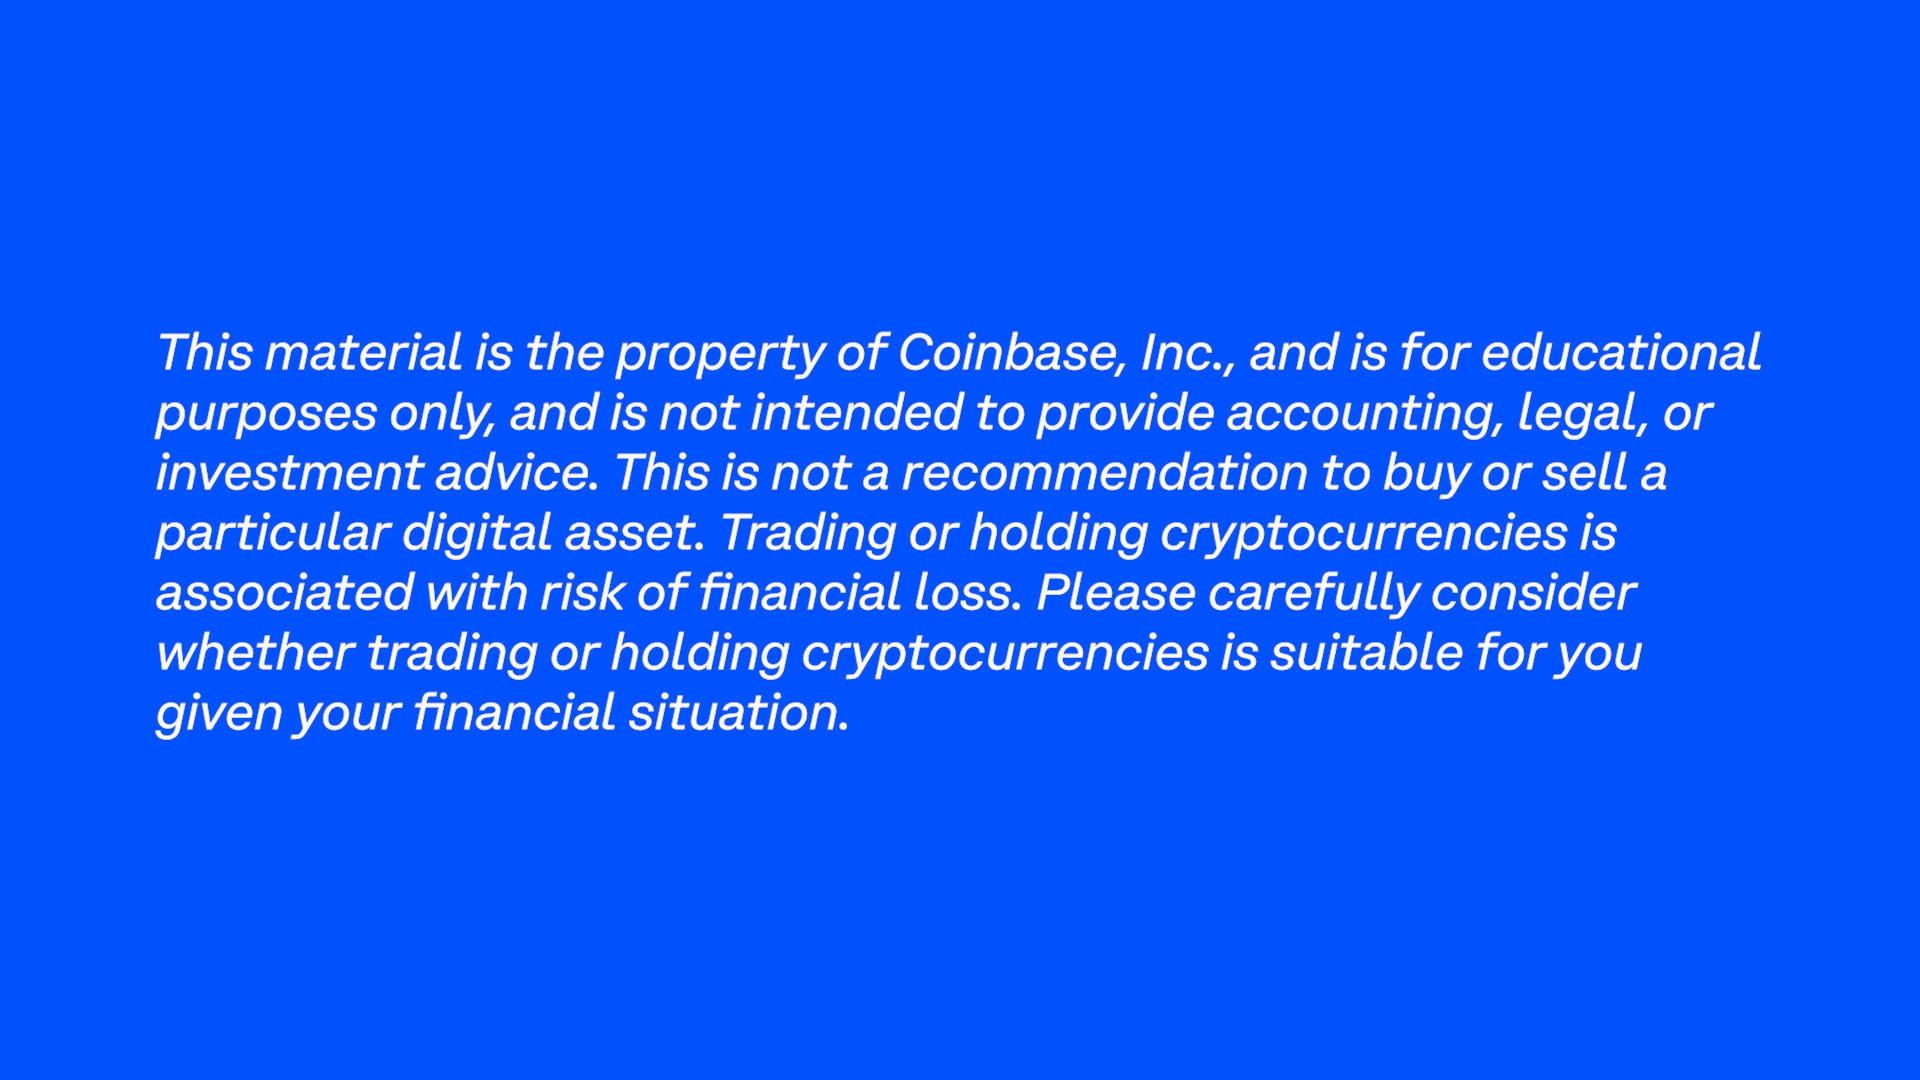 This material is the property of Coinbase, Inc., and is for educational
purposes only, and is not intended to provide accounting, legal, or
investment advice. This is not a recommendation to buy or sell a
particular digital asset. Trading or holding cryptocurrencies is
associated with risk of financial loss. Please carefully consider
whether trading or holding cryptocurrencies is suitable for you
given your financial situation.